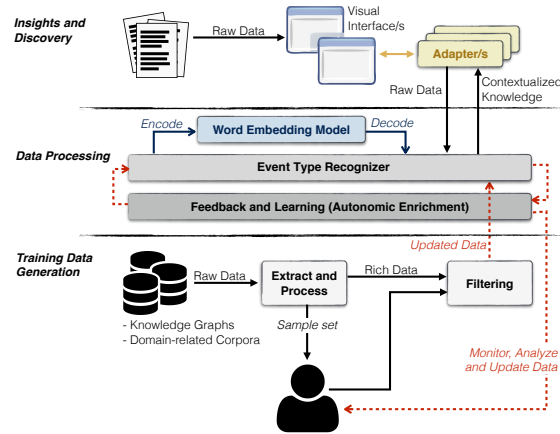 Insights and
Discovery
Raw Data
Visual
Interface/s
Adapter/s
Raw Data
Contextualized
Knowledge
Encode
Word Embedding Model
Decode
Data Processing
Event Type Recognizer
Feedback and Learning (Autonomic Enrichment)
Updated Data
Training Data
Generation
Raw Data
Extract and
Process
Rich Data
Filtering
- Knowledge Graphs
- Domain-related Corpora
Sample set
Monitor, Analyze
and Update Data